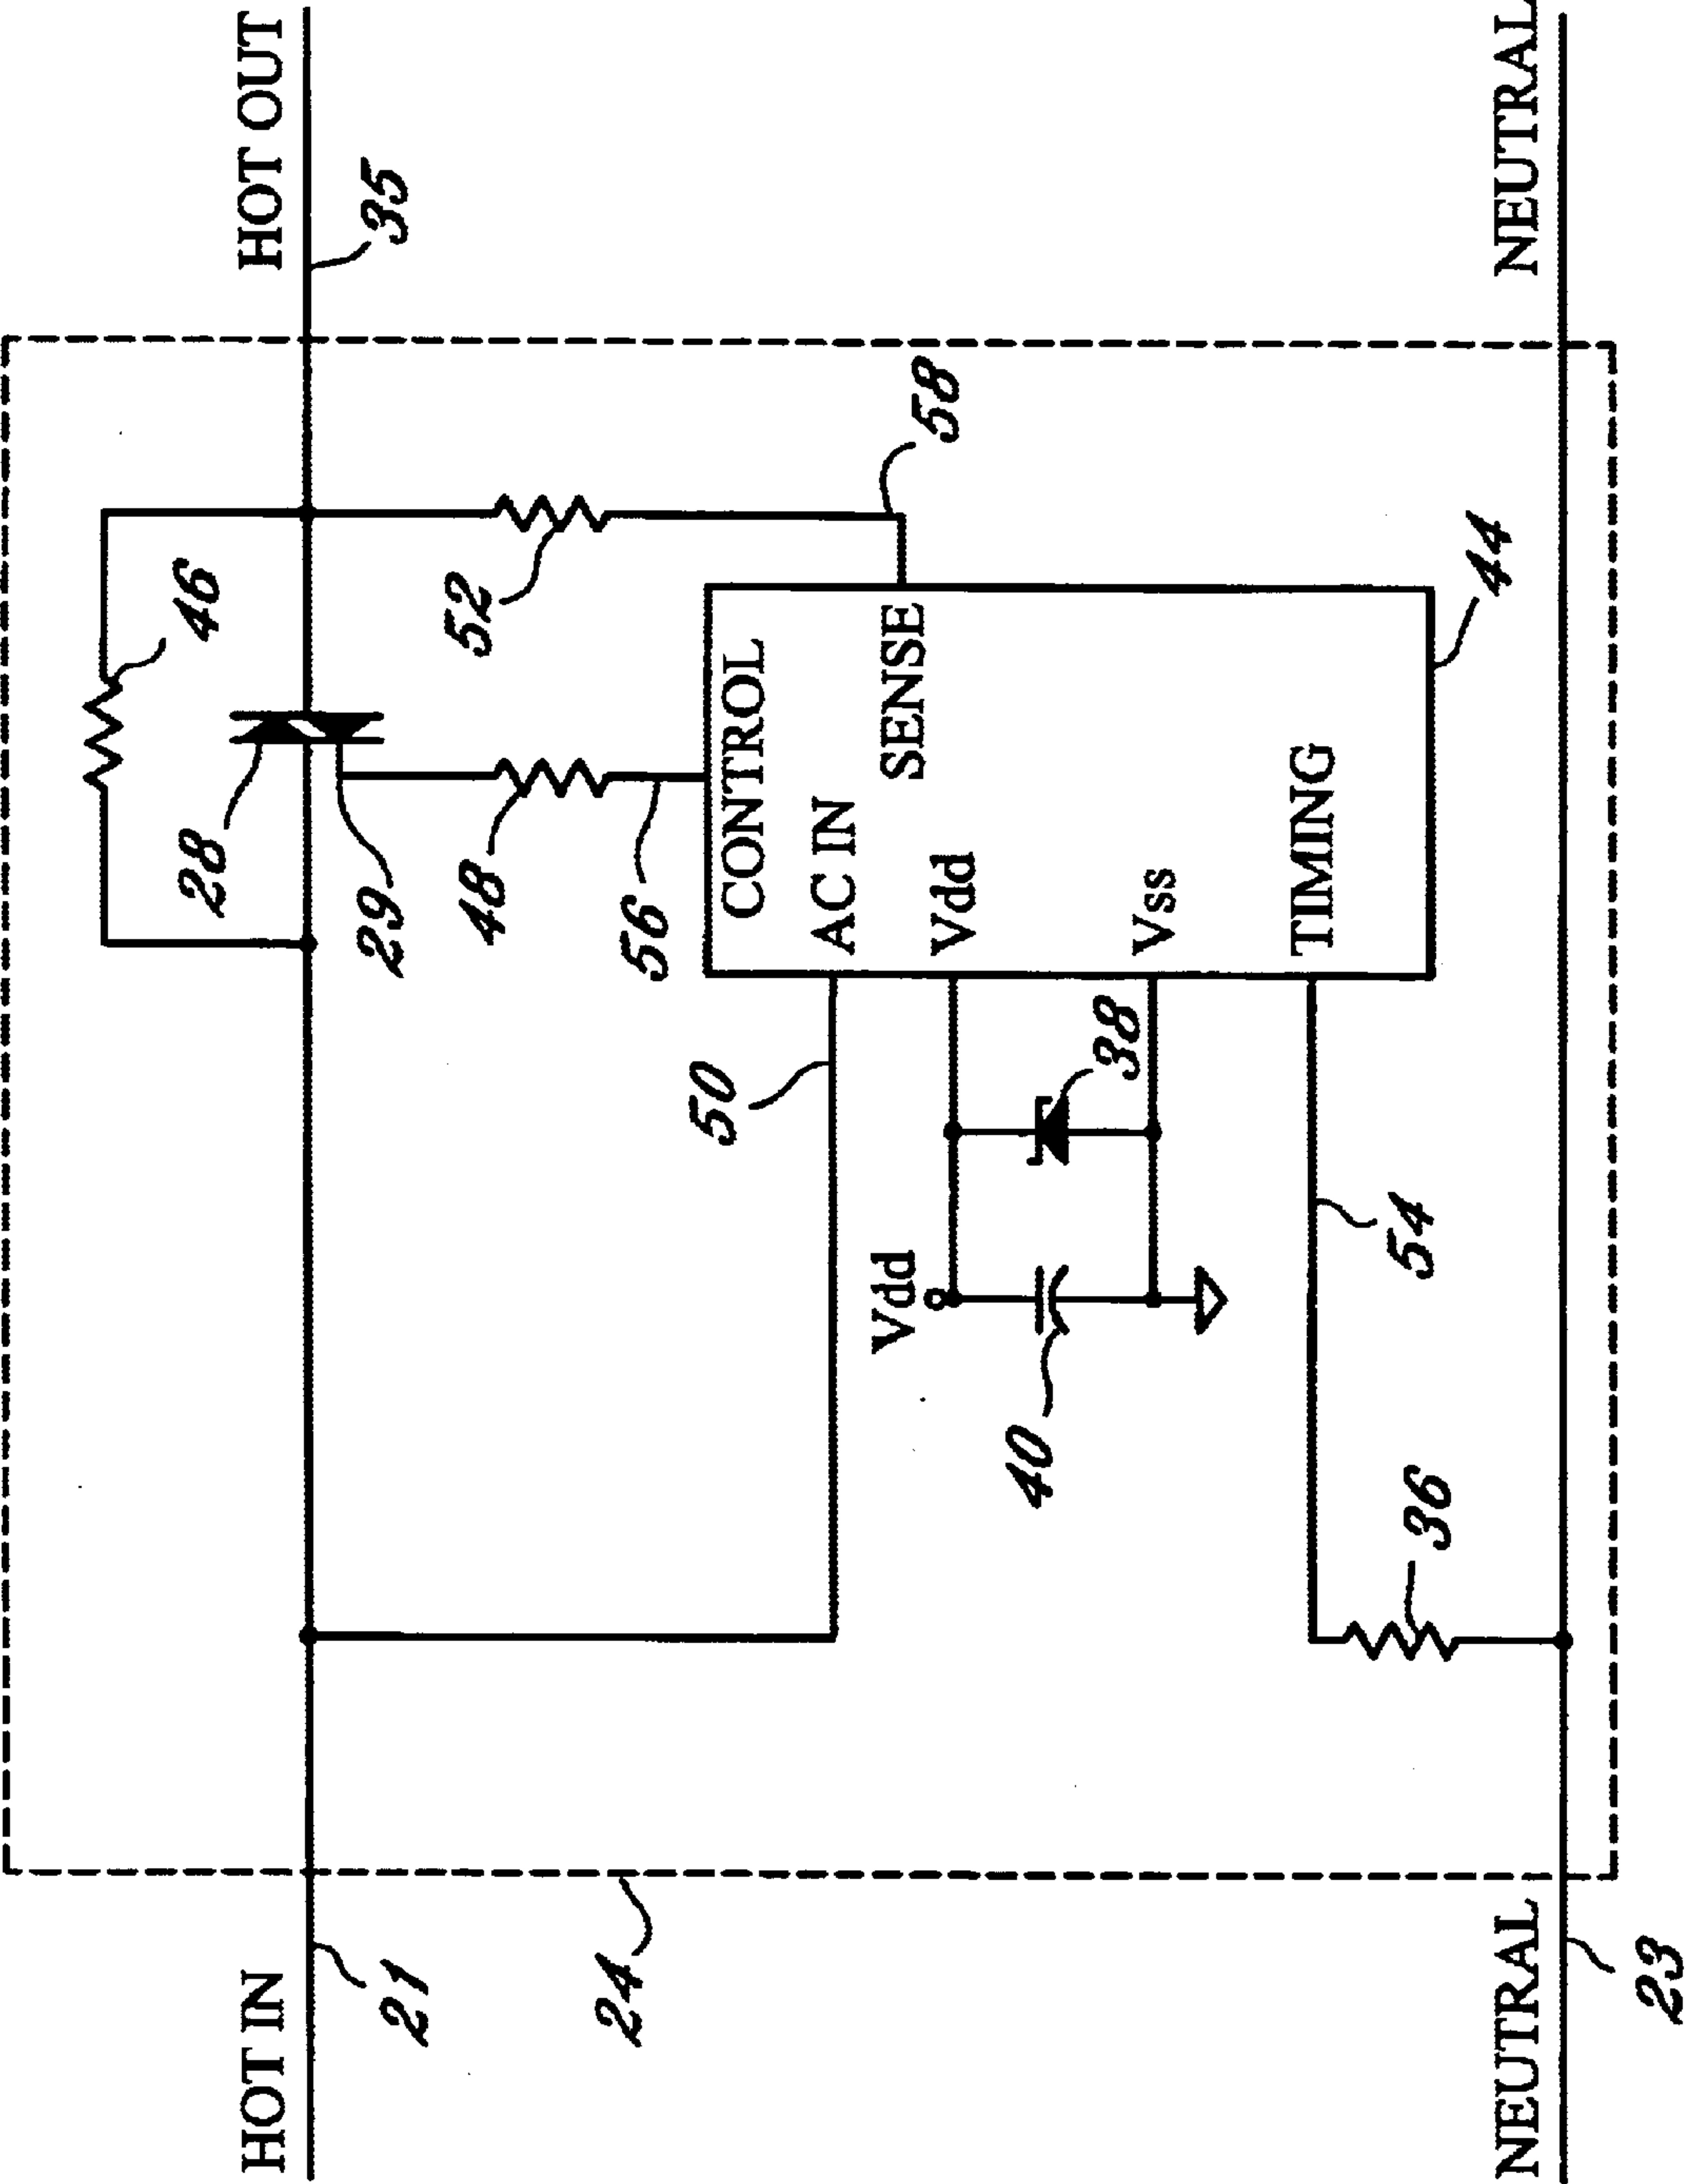 HOT IN
HOT OUT
21
35
46
28
29
52
48
56
58
CONTROL
AC IN
SENSE
50
Vdd
Vdd
Vss
38
40
TIMING
44
54
36
24
NEUTRAL
NEUTRAL
23